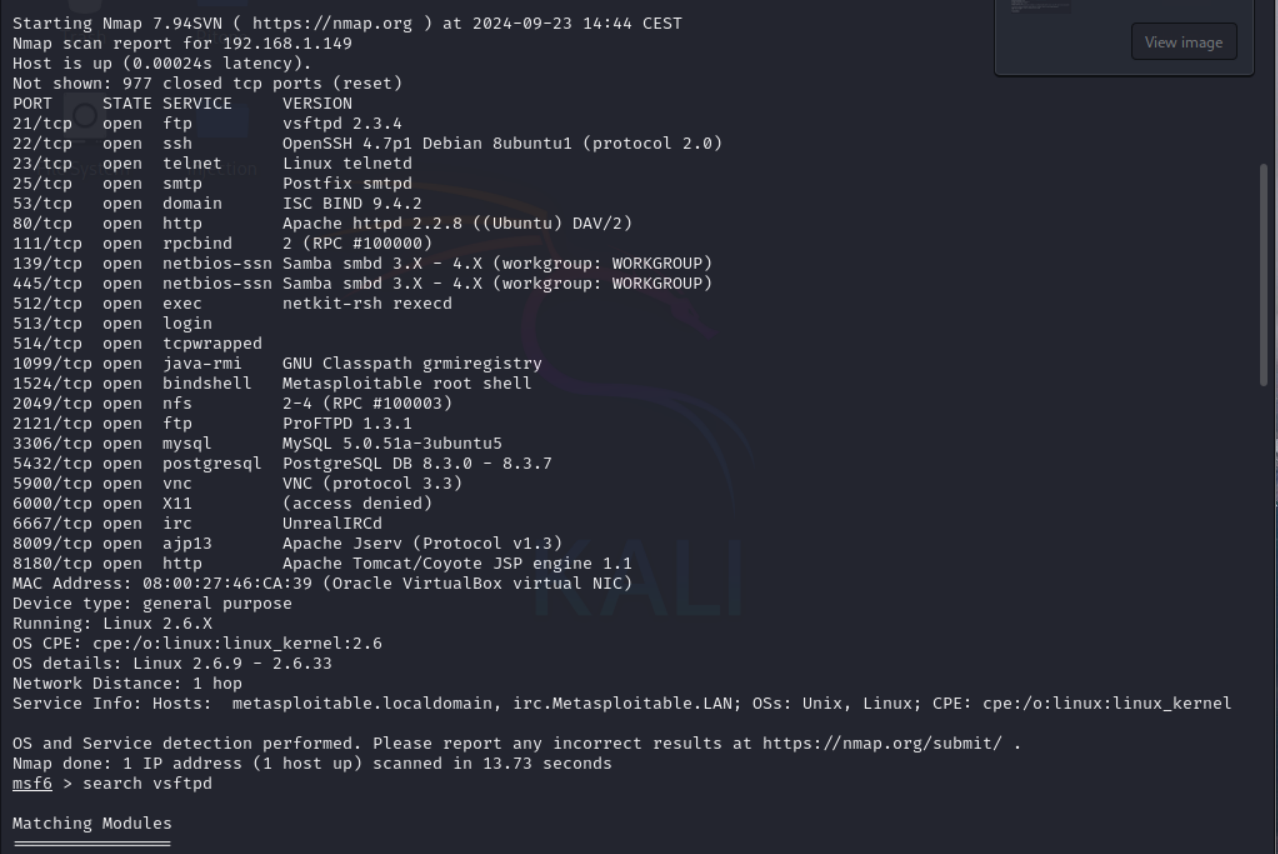 Starting Nmap 7.94SVN ( https://nmap.org ) at 2024-09-23 14:44 CEST
Nmap scan report for 192.168.1.149
Host is up (0.00024s latency).
Not shown: 977 closed tcp ports (reset)
PORT     STATE SERVICE     VERSION
21/tcp   open  ftp         vsftpd 2.3.4
22/tcp   open  ssh         OpenSSH 4.7p1 Debian 8ubuntu1 (protocol 2.0)
23/tcp   open  telnet      Linux telnetd
25/tcp   open  smtp        Postfix smtpd
53/tcp   open  domain      ISC BIND 9.4.2
80/tcp   open  http        Apache httpd 2.2.8 ((Ubuntu) DAV/2)
111/tcp  open  rpcbind     2 (RPC #100000)
139/tcp  open  netbios-ssn Samba smbd 3.X - 4.X (workgroup: WORKGROUP)
445/tcp  open  netbios-ssn Samba smbd 3.X - 4.X (workgroup: WORKGROUP)
512/tcp  open  exec        netkit-rsh rexecd
513/tcp  open  login
514/tcp  open  tcpwrapped
1099/tcp open  java-rmi    GNU Classpath grmiregistry
1524/tcp open  bindshell   Metasploitable root shell
2049/tcp open  nfs         2-4 (RPC #100003)
2121/tcp open  ftp         ProFTPD 1.3.1
3306/tcp open  mysql       MySQL 5.0.51a-3ubuntu5
5432/tcp open  postgresql  PostgreSQL DB 8.3.0 - 8.3.7
5900/tcp open  vnc         VNC (protocol 3.3)
6000/tcp open  X11         (access denied)
6667/tcp open  irc         UnrealIRCd
8009/tcp open  ajp13       Apache Jserv (Protocol v1.3)
8180/tcp open  http        Apache Tomcat/Coyote JSP engine 1.1
MAC Address: 08:00:27:46:CA:39 (Oracle VirtualBox virtual NIC)
Device type: general purpose
Running: Linux 2.6.X
OS CPE: cpe:/o:linux:linux_kernel:2.6
OS details: Linux 2.6.9 - 2.6.33
Network Distance: 1 hop
Service Info: Hosts:  metasploitable.localdomain, irc.Metasploitable.LAN; OSs: Unix, Linux; CPE: cpe:/o:linux:linux_kernel
OS and Service detection performed. Please report any incorrect results at https://nmap.org/submit/ .
Nmap done: 1 IP address (1 host up) scanned in 13.73 seconds
msf6 > search vsftpd
Matching Modules
================
View image
KALI